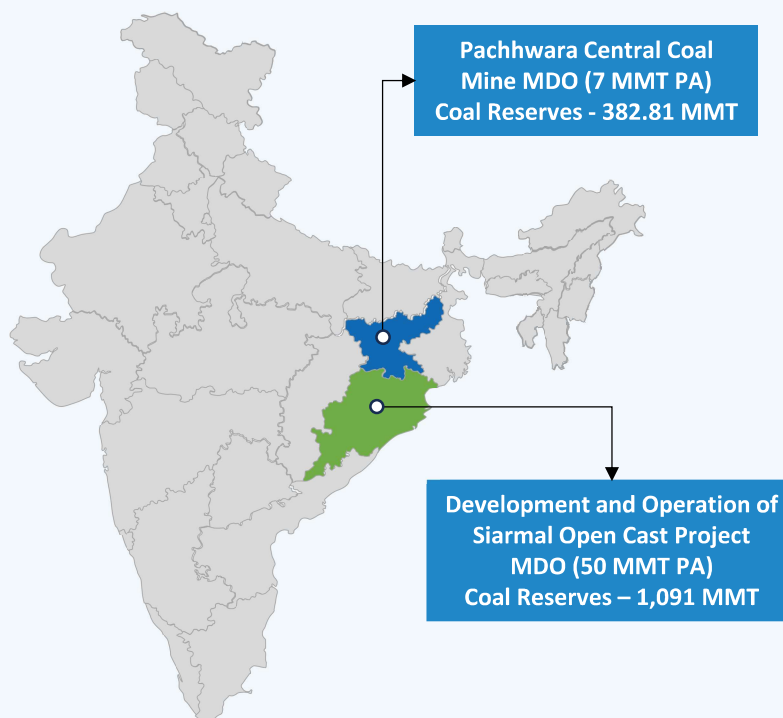 Pachhwara Central Coal
Mine MDO (7 MMT PA)
Coal Reserves - 382.81 MMT
Development and Operation of
Siarmal Open Cast Project
MDO (50 MMT PA)
Coal Reserves – 1,091 MMT